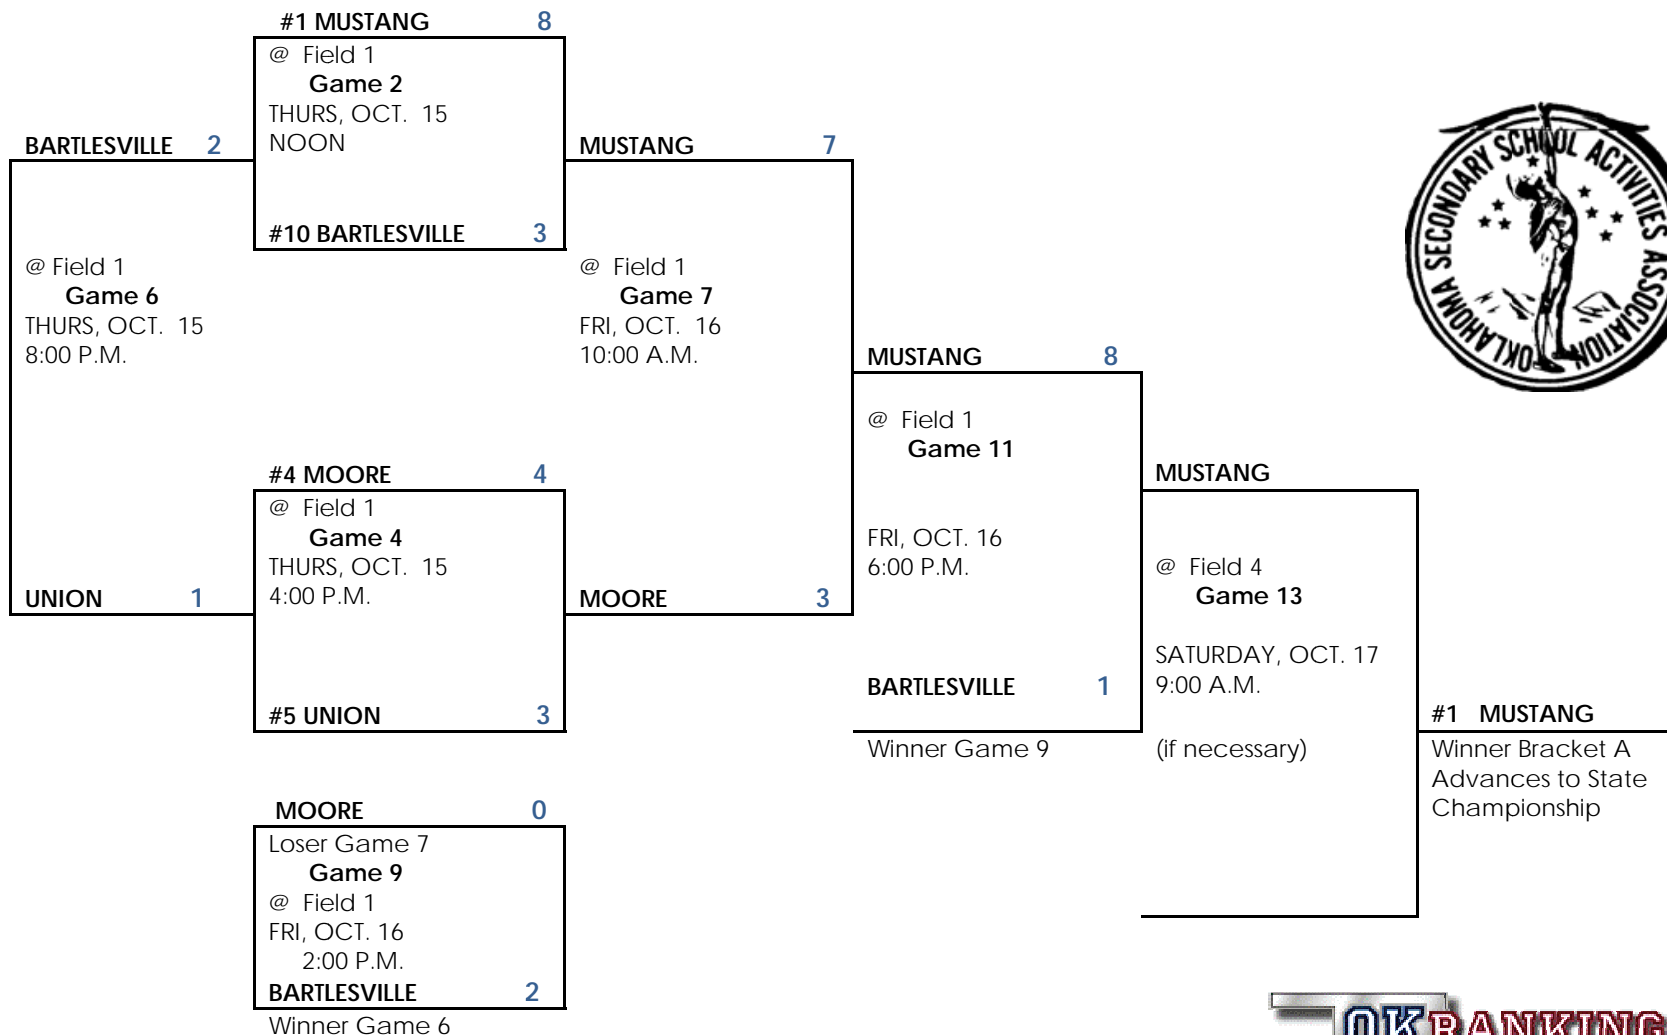 #1 MUSTANG 8
@ Field 1
Game 2
THURS, OCT. 15
NOON
#10 BARTLESVILLE 3
BARTLESVILLE 2
@ Field 1
Game 6
THURS, OCT. 15
8:00 P.M.
UNION 1
#4 MOORE 4
@ Field 1
Game 4
THURS, OCT. 15
4:00 P.M.
#5 UNION 3
MUSTANG 7
@ Field 1
Game 7
FRI, OCT. 16
10:00 A.M.
MOORE 3
MOORE 0
Loser Game 7
Game 9
@ Field 1
FRI, OCT. 16
2:00 P.M.
BARTLESVILLE 2
Winner Game 6
MUSTANG 8
@ Field 1
Game 11
FRI, OCT. 16
6:00 P.M.
BARTLESVILLE 1
Winner Game 9
MUSTANG
@ Field 4
Game 13
SATURDAY, OCT. 17
9:00 A.M.
(if necessary)
#1 MUSTANG
Winner Bracket A
Advances to State
Championship
OKLAHOMA SECONDARY SCHOOL ACTIVITIES ASSOCIATION
OKRANKING